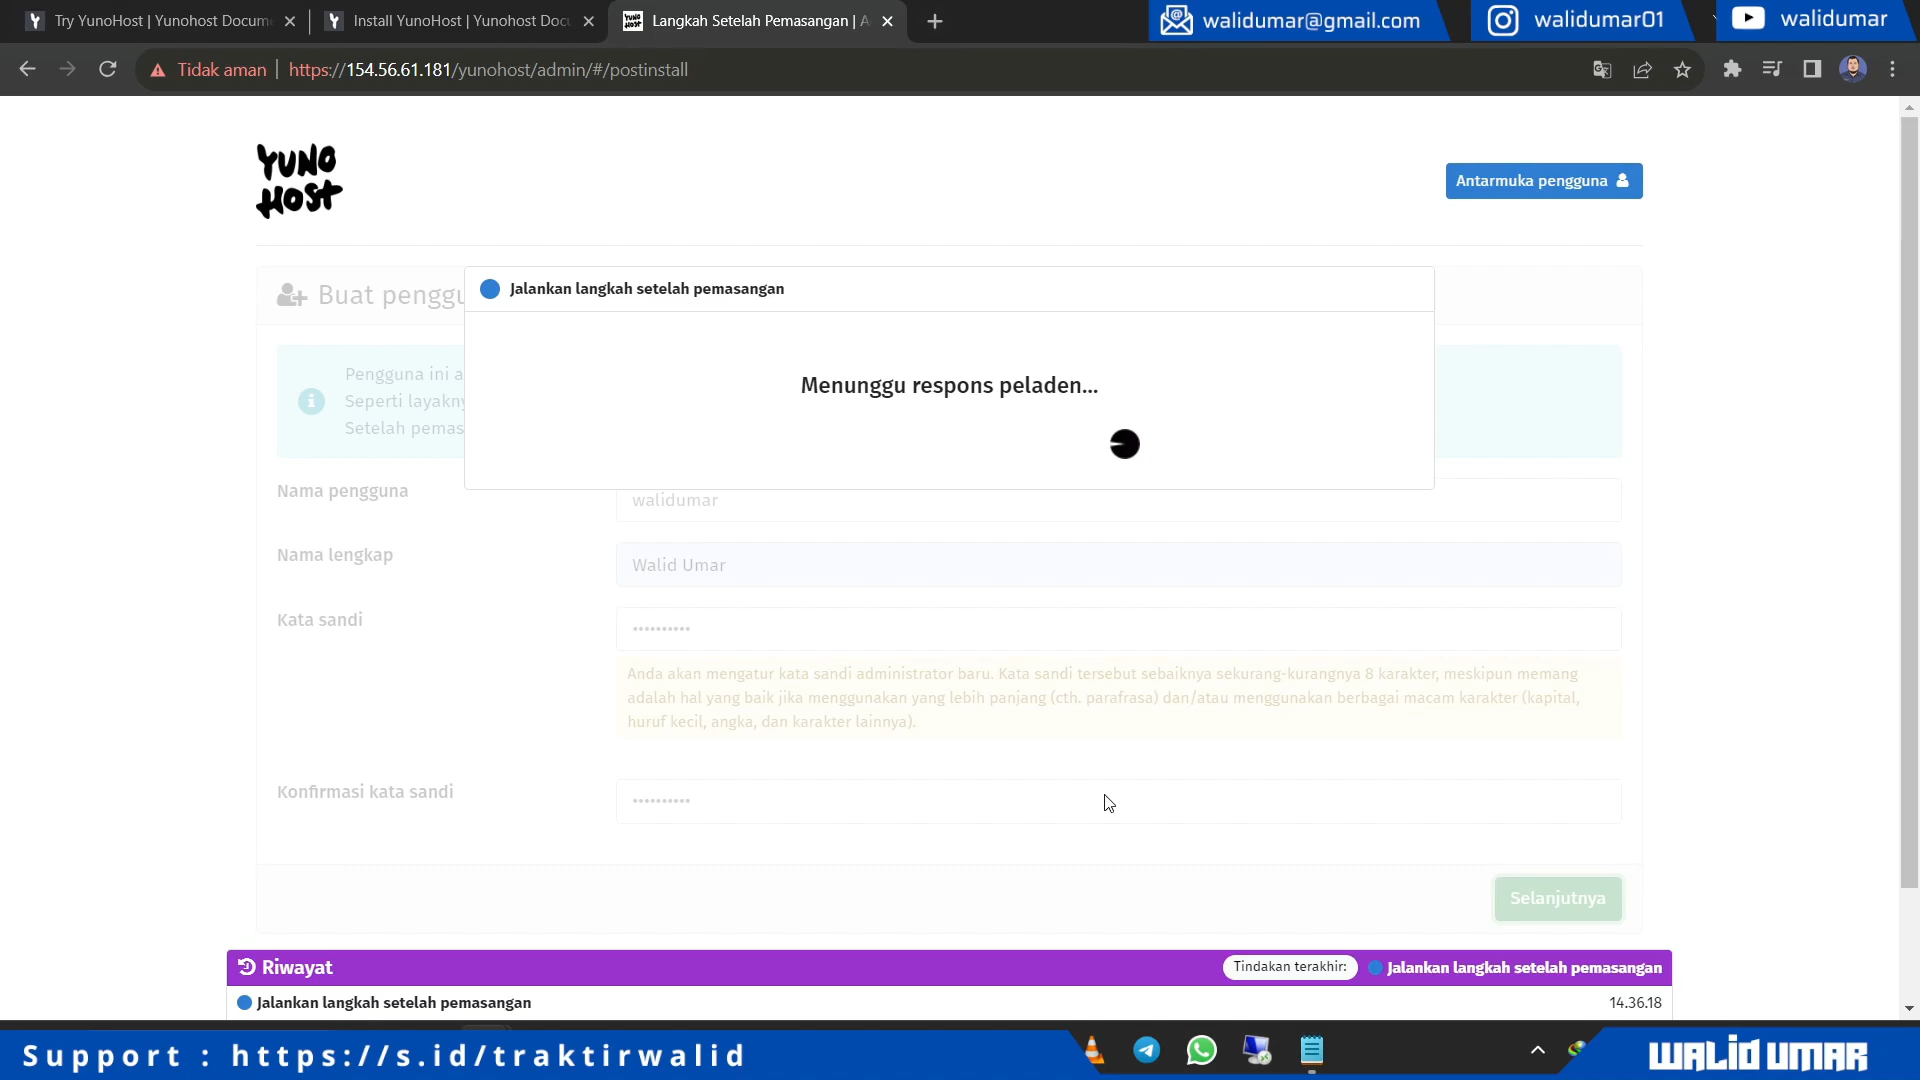 Try YunoHost | Yunohost Docum
Install YunoHost | Yunohost Docu
Langkah Setelah Pemasangan | A
walidumar@gmail.com
walidumar01
walidumar
Tidak aman
https://154.56.61.181/yunohost/admin/#/postinstall
YUNO
HOST
Antarmuka pengguna
Buat penggu
Jalankan langkah setelah pemasangan
Pengguna ini a
Seperti layakny
Setelah pemas
Menunggu respons peladen...
Nama pengguna
walidumar
Nama lengkap
Walid Umar
Kata sandi
••••••••••
Anda akan mengatur kata sandi administrator baru. Kata sandi tersebut sebaiknya sekurang-kurangnya 8 karakter, meskipun memang
adalah hal yang baik jika menggunakan yang lebih panjang (cth. parafrasa) dan/atau menggunakan berbagai macam karakter (kapital,
huruf kecil, angka, dan karakter lainnya).
Konfirmasi kata sandi
••••••••••
Selanjutnya
Riwayat
Tindakan terakhir:
Jalankan langkah setelah pemasangan
Jalankan langkah setelah pemasangan
14.36.18
Support : https://s.id/traktirwalid
WALID UMAR